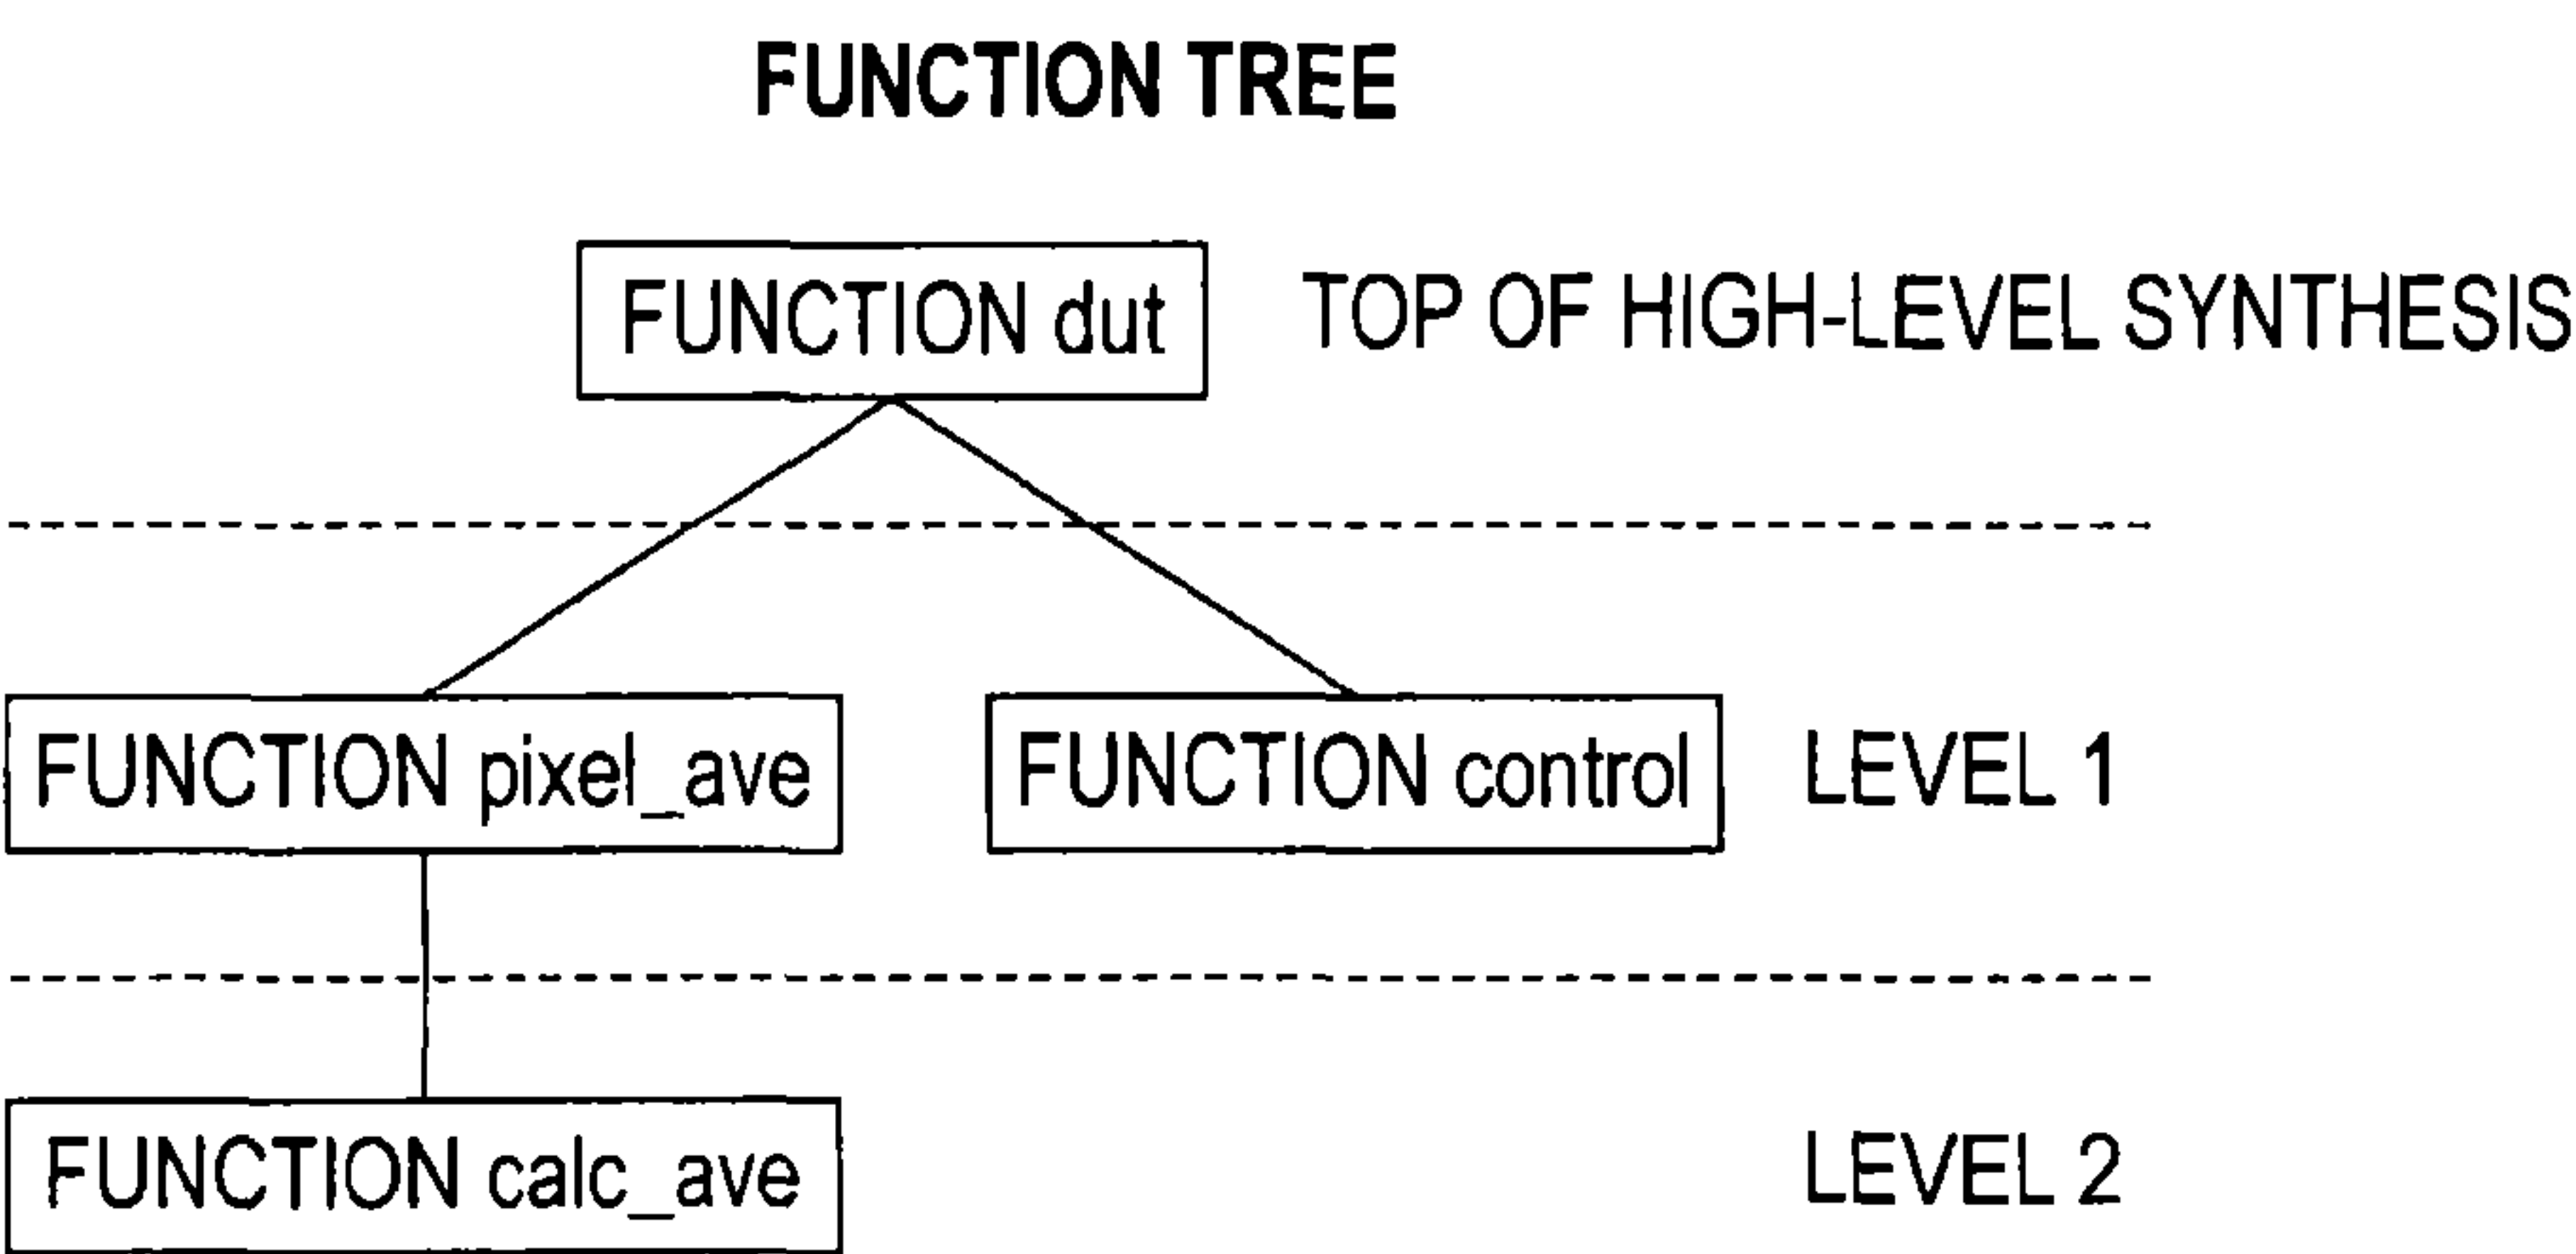 FUNCTION TREE
FUNCTION dut
TOP OF HIGH-LEVEL SYNTHESIS
FUNCTION pixel_ave
FUNCTION control
LEVEL 1
FUNCTION calc_ave
LEVEL 2